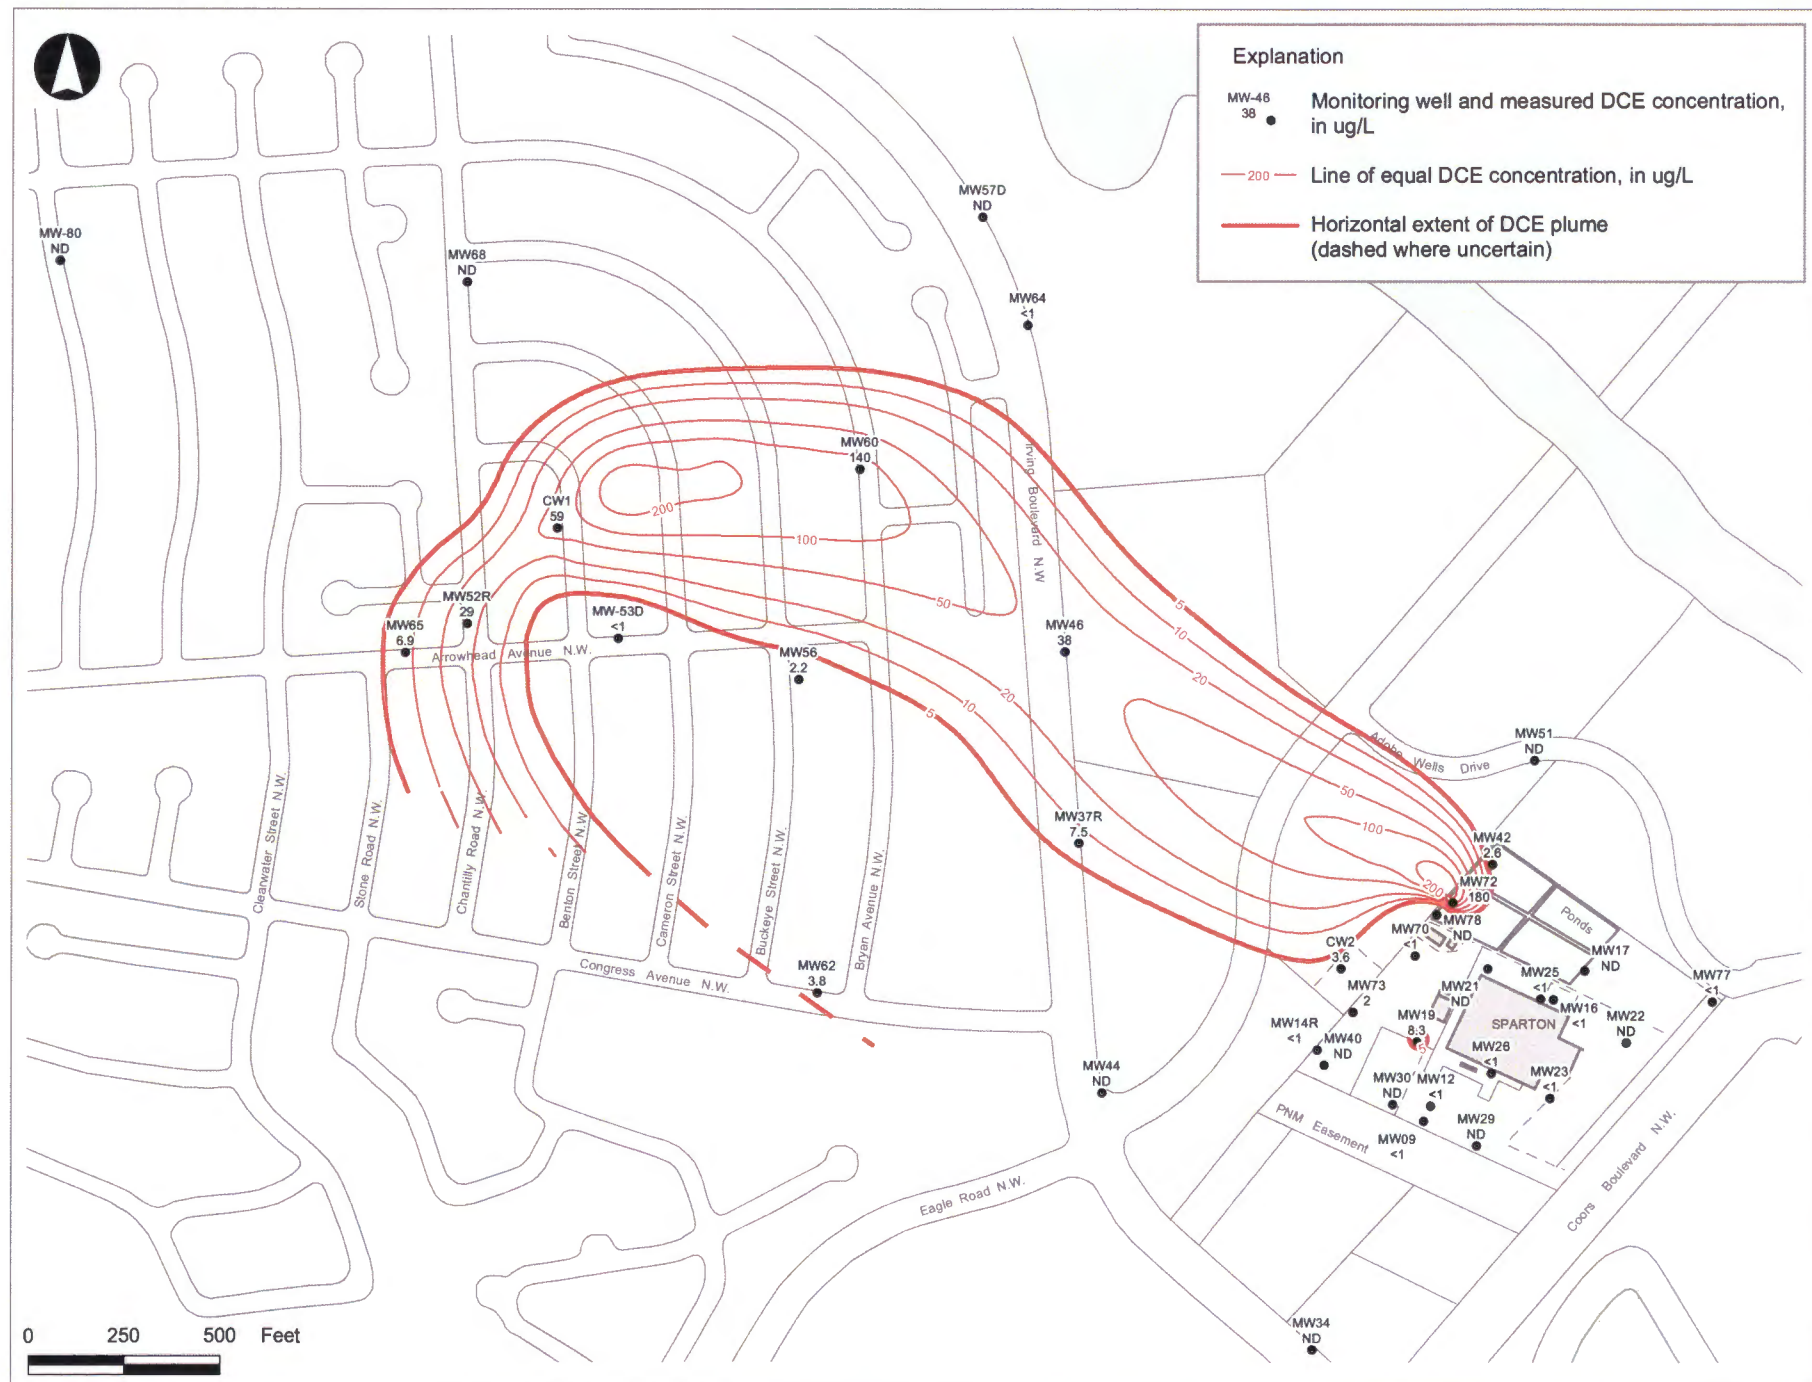 Explanation
MW-46
38
Monitoring well and measured DCE concentration,
in ug/L
200
Line of equal DCE concentration, in ug/L
Horizontal extent of DCE plume
(dashed where uncertain)
MW57D
ND
MW-80
ND
MW68
ND
MW64
<1
MW60
140
Irving Boulevard N.W
CW1
59
200
100
50
5
10
20
MW52R
29
MW-53D
<1
MW65
6.9
Arrowhead Avenue N.W.
MW46
38
MW56
2.2
20
10
5
Adobe Wells Drive
MW51
ND
50
100
200
MW37R
7.5
MW42
2.6
MW72
180
MW78
ND
Ponds
MW70
<1
CW2
3.6
MW17
ND
MW25
<1
MW77
<1
MW73
2
MW21
ND
MW16
<1
MW22
ND
MW19
8.3
5
SPARTON
MW14R
<1
MW40
ND
MW26
<1
MW23
<1
MW30
ND
MW12
<1
MW29
ND
MW09
<1
PNM Easement
Coors Boulevard N.W.
MW44
ND
MW62
3.8
Clearwater Street N.W.
Stone Road N.W.
Chantilly Road N.W.
Benton Street N.W.
Cameron Street N.W.
Buckeye Street N.W.
Bryan Avenue N.W.
Congress Avenue N.W.
Eagle Road N.W.
MW34
ND
0 250 500 Feet